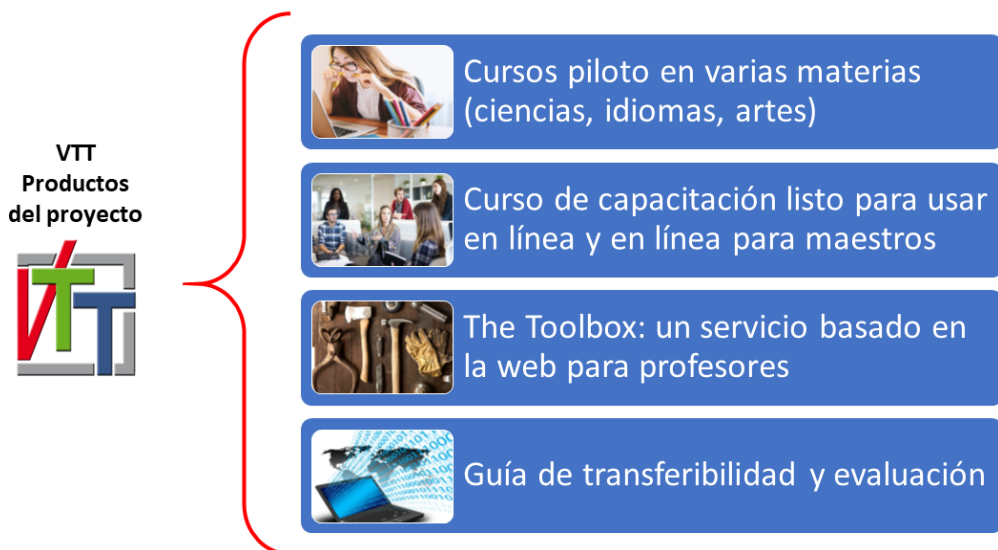 VTT
Productos
del proyecto
VTT
Cursos piloto en varias materias
(ciencias, idiomas, artes)
Curso de capacitación listo para usar
en línea y en línea para maestros
The Toolbox: un servicio basado en
la web para profesores
Guía de transferibilidad y evaluación